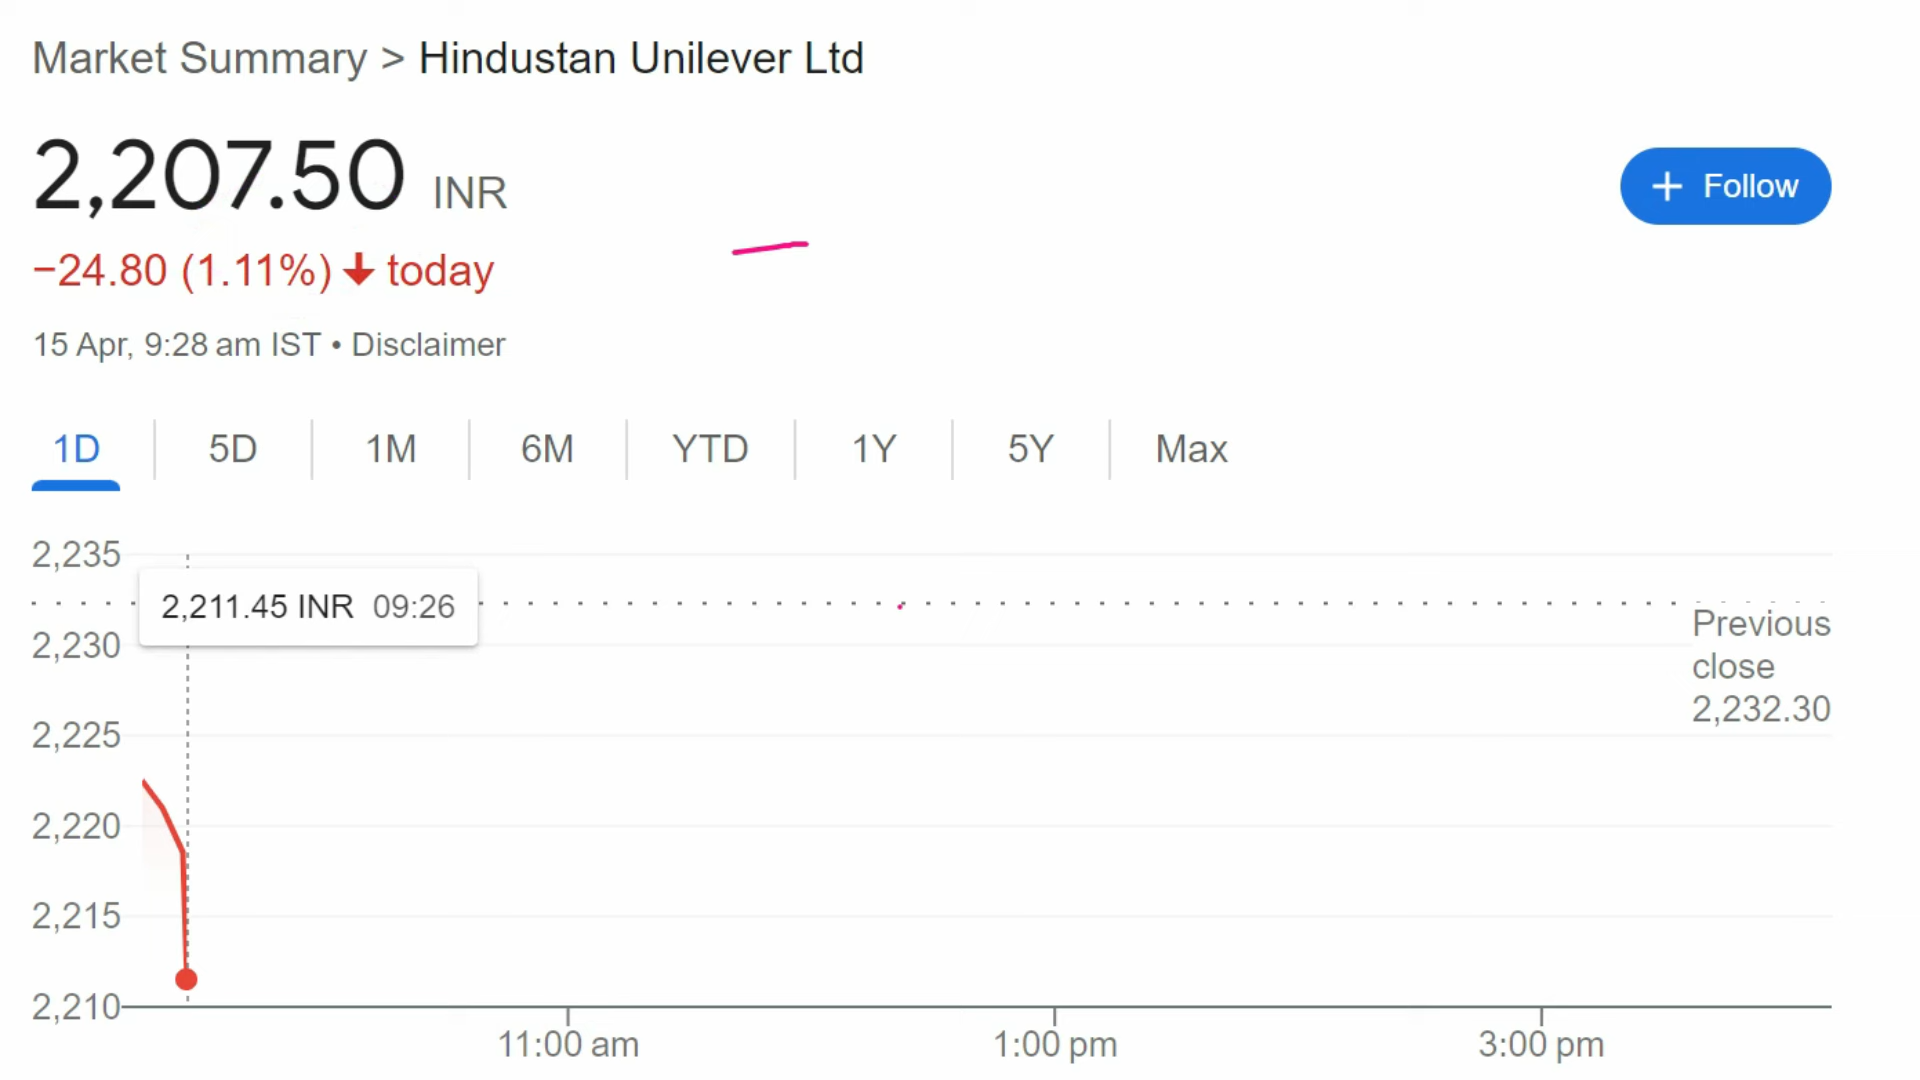 Market Summary > Hindustan Unilever Ltd
2,207.50 INR
+ Follow
−24.80 (1.11%) ↓ today
15 Apr, 9:28 am IST • Disclaimer
1D 5D 1M 6M YTD 1Y 5Y Max
2,235
2,211.45 INR 09:26
2,230
Previous
close
2,232.30
2,225
2,220
2,215
2,210
11:00 am 1:00 pm 3:00 pm